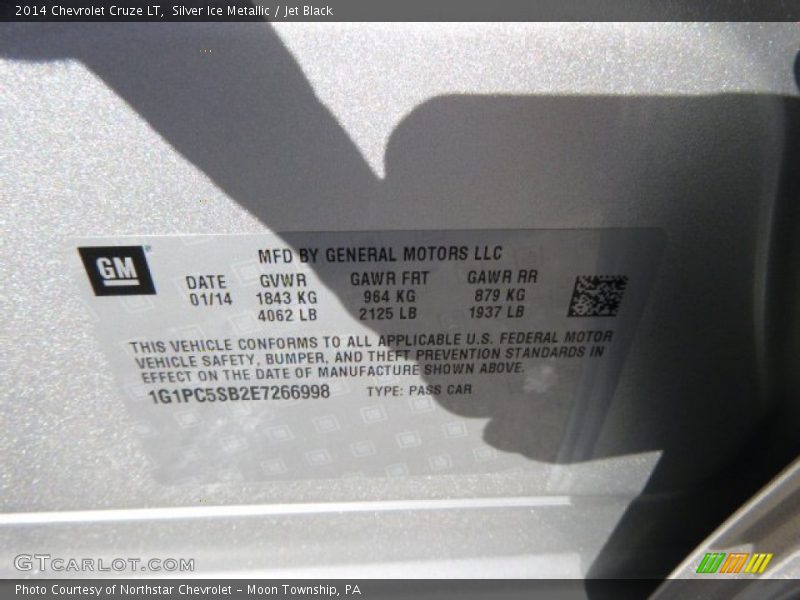 2014 Chevrolet Cruze LT,  Silver Ice Metallic / Jet Black
GM
MFD BY GENERAL MOTORS LLC
DATE GVWR GAWR FRT GAWR RR
01/14 1843 KG 964 KG 879 KG
4062 LB 2125 LB 1937 LB
THIS VEHICLE CONFORMS TO ALL APPLICABLE U.S. FEDERAL MOTOR
VEHICLE SAFETY, BUMPER, AND THEFT PREVENTION STANDARDS IN
EFFECT ON THE DATE OF MANUFACTURE SHOWN ABOVE.
1G1PC5SB2E7266998 TYPE: PASS CAR
GTCARLOT.COM
Photo Courtesy of Northstar Chevrolet - Moon Township, PA